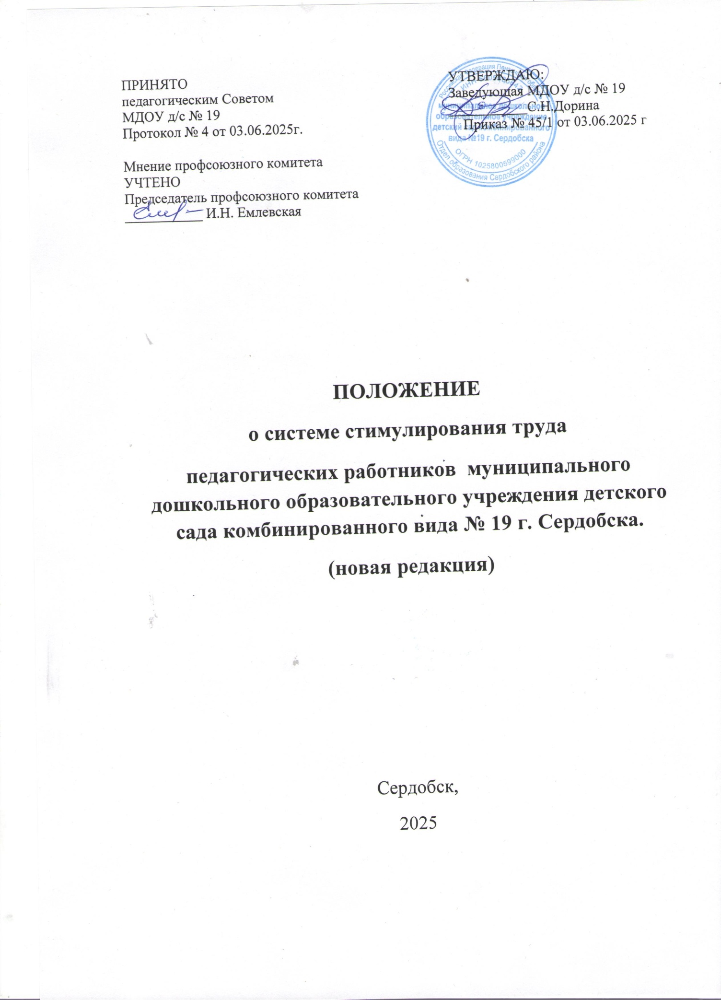 ПРИНЯТО
педагогическим Советом
МДОУ д/с № 19
Протокол № 4 от 03.06.2025г.
Мнение профсоюзного комитета
УЧТЕНО
Председатель профсоюзного комитета
____________ И.Н. Емлевская
УТВЕРЖДАЮ:
Заведующая МДОУ д/с № 19
____________С.Н.Дорина
Приказ № 45/1 от 03.06.2025 г
Российская Федерация
ИНН
муниципальное дошкольное
образовательное учреждение
детский сад комбинированного
вида №19 г. Сердобска
ОГРН 1025800599000
Отдел образования Сердобского района
ПОЛОЖЕНИЕ
о системе стимулирования труда
педагогических работников муниципального
дошкольного образовательного учреждения детского
сада комбинированного вида № 19 г. Сердобска.
(новая редакция)
Сердобск,
2025